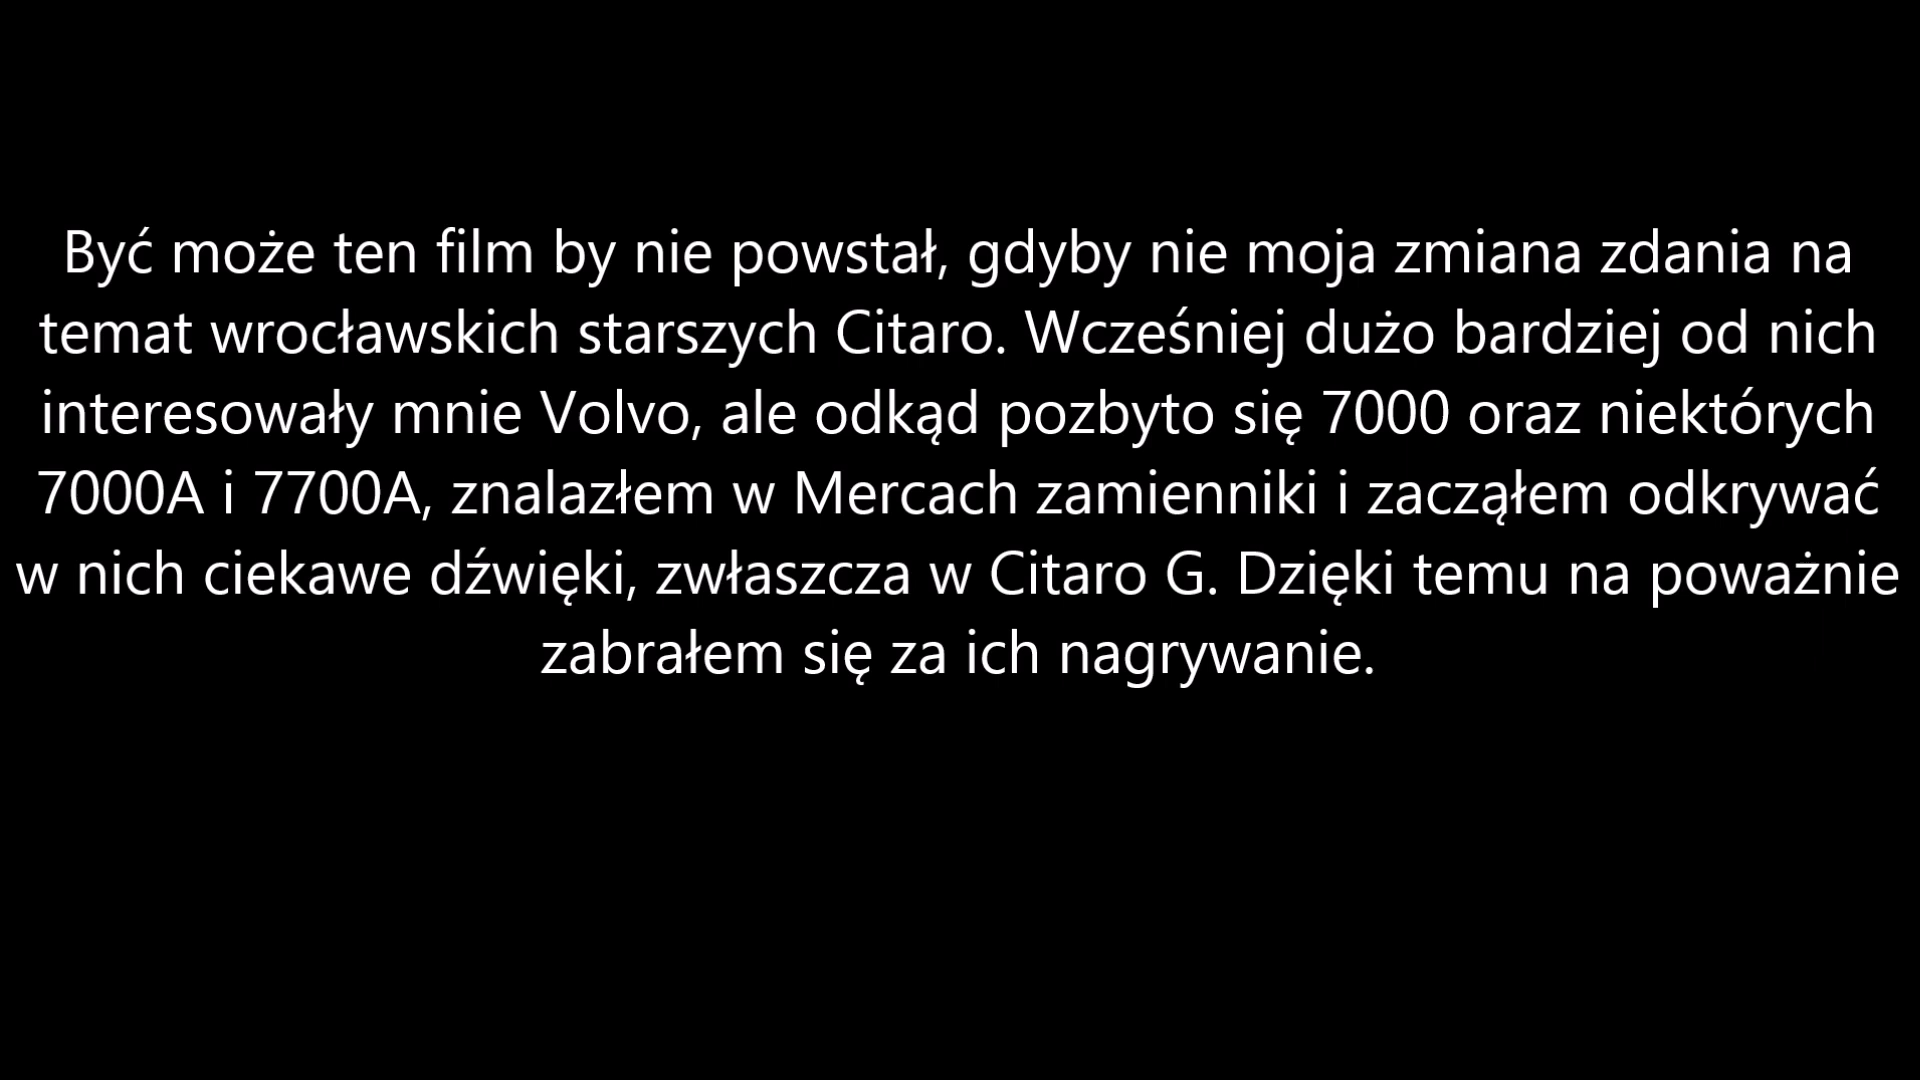 Być może ten film by nie powstał, gdyby nie moja zmiana zdania na
temat wrocławskich starszych Citaro. Wcześniej dużo bardziej od nich
interesowały mnie Volvo, ale odkąd pozbyto się 7000 oraz niektórych
7000A i 7700A, znalazłem w Mercach zamienniki i zacząłem odkrywać
w nich ciekawe dźwięki, zwłaszcza w Citaro G. Dzięki temu na poważnie
zabrałem się za ich nagrywanie.